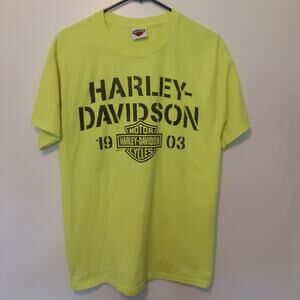 HARLEY-
DAVIDSON
19 03
MOTOR
HARLEY-DAVIDSON
CYCLES